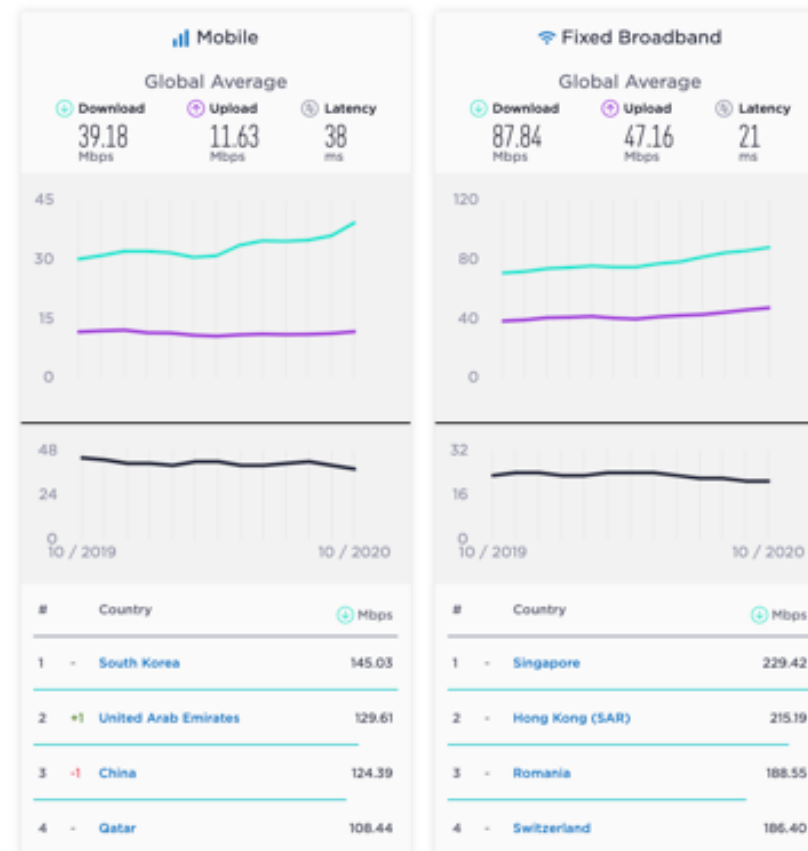 Mobile
Global Average
Download Upload Latency
39.18 11.63 38
Mbps Mbps ms
45
30
15
0
48
24
0
10 / 2019 10 / 2020
# Country Mbps
1 - South Korea 145.03
2 +1 United Arab Emirates 129.61
3 -1 China 124.39
4 - Qatar 108.44
Fixed Broadband
Global Average
Download Upload Latency
87.84 47.16 21
Mbps Mbps ms
120
80
40
0
32
16
0
10 / 2019 10 / 2020
# Country Mbps
1 - Singapore 229.42
2 - Hong Kong (SAR) 215.19
3 - Romania 188.55
4 - Switzerland 186.40